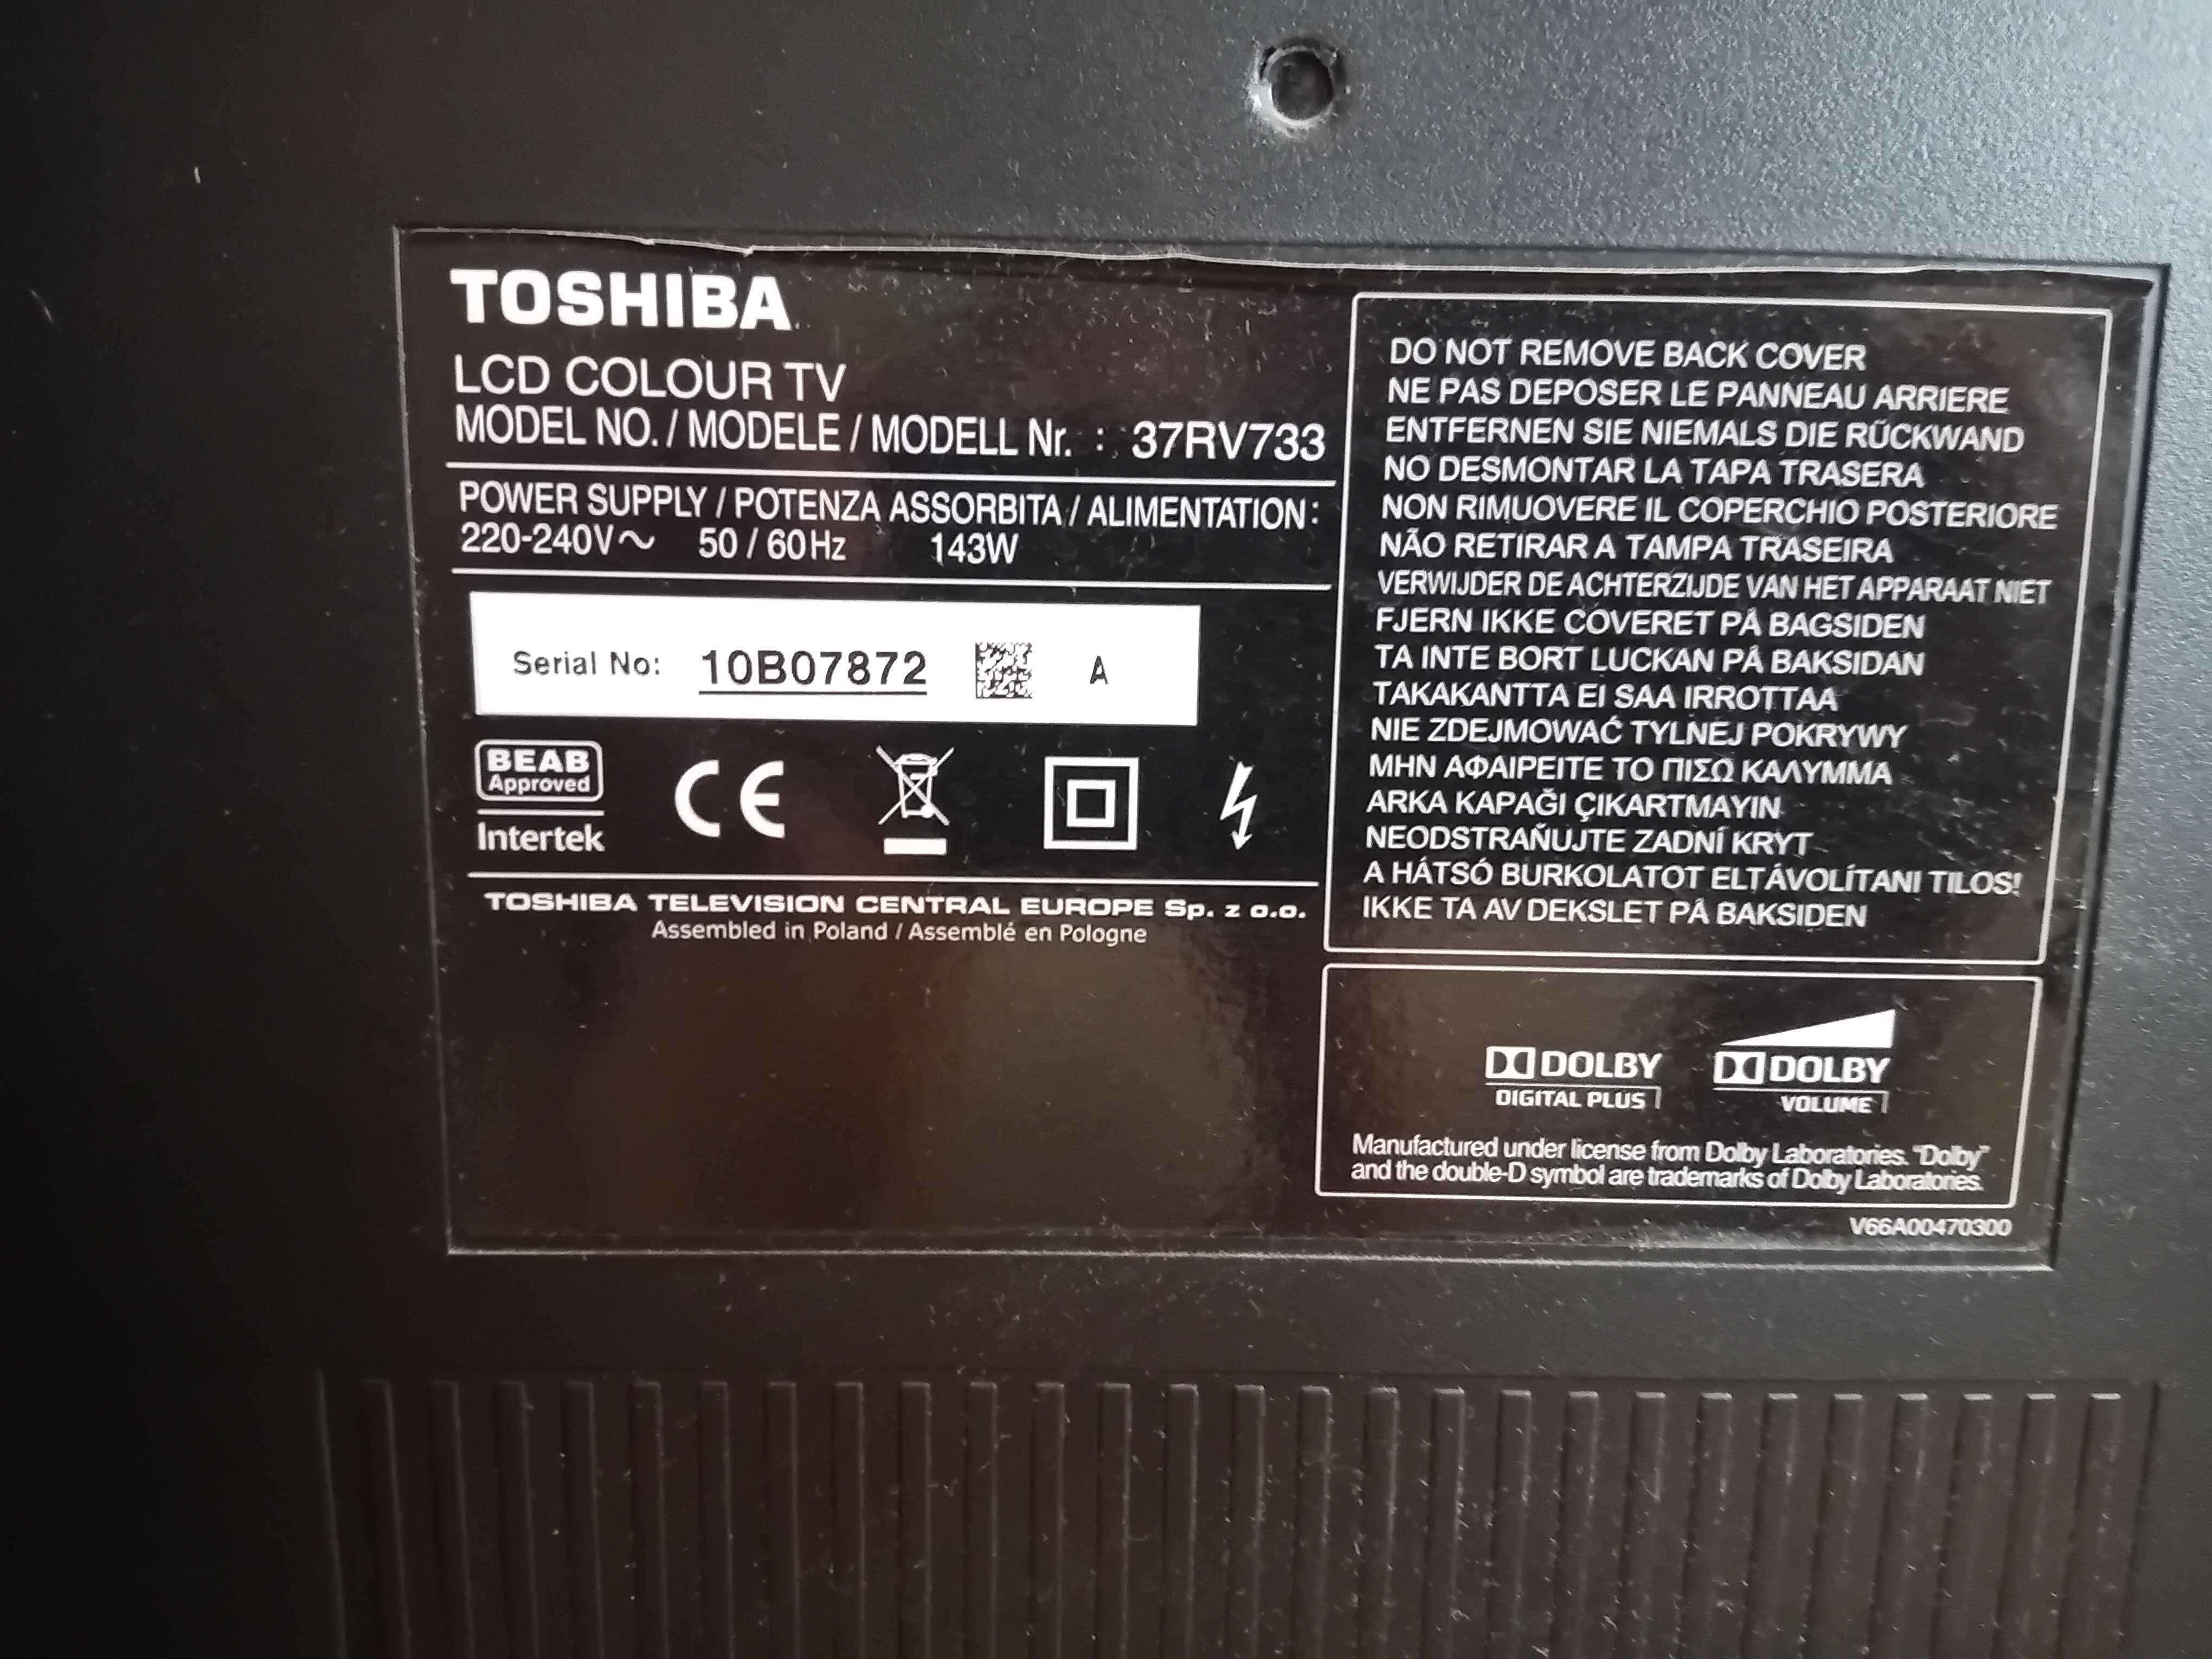 TOSHIBA
LCD COLOUR TV
MODEL NO. / MODELE / MODELL Nr. : 37RV733
POWER SUPPLY / POTENZA ASSORBITA / ALIMENTATION :
220-240V~ 50 / 60Hz 143W
Serial No: 10B07872 A
BEAB
Approved
Intertek
CE
TOSHIBA TELEVISION CENTRAL EUROPE Sp. z o.o.
Assembled in Poland / Assemblé en Pologne
DO NOT REMOVE BACK COVER
NE PAS DEPOSER LE PANNEAU ARRIERE
ENTFERNEN SIE NIEMALS DIE RÜCKWAND
NO DESMONTAR LA TAPA TRASERA
NON RIMUOVERE IL COPERCHIO POSTERIORE
NÃO RETIRAR A TAMPA TRASEIRA
VERWIJDER DE ACHTERZIJDE VAN HET APPARAAT NIET
FJERN IKKE COVERET PÅ BAGSIDEN
TA INTE BORT LUCKAN PÅ BAKSIDAN
TAKAKANTTA EI SAA IRROTTAA
NIE ZDEJMOWAĆ TYLNEJ POKRYWY
ΜΗΝ ΑΦΑΙΡΕΙΤΕ ΤΟ ΠΙΣΩ ΚΑΛΥΜΜΑ
ARKA KAPAĞI ÇIKARTMAYIN
NEODSTRAŇUJTE ZADNÍ KRYT
A HÁTSÓ BURKOLATOT ELTÁVOLÍTANI TILOS!
IKKE TA AV DEKSLET PÅ BAKSIDEN
DOLBY
DIGITAL PLUS
DOLBY
VOLUME
Manufactured under license from Dolby Laboratories. "Dolby"
and the double-D symbol are trademarks of Dolby Laboratories.
V66A00470300